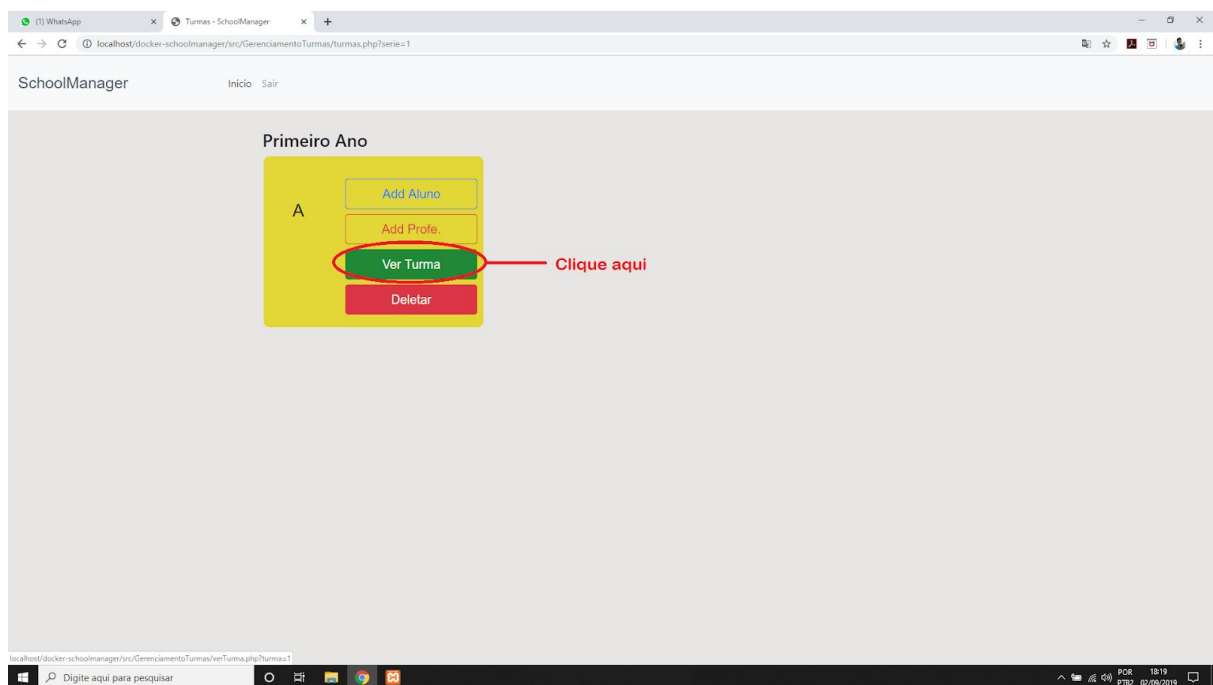 (1) WhatsApp
Turmas - SchoolManager
localhost/docker-schoolmanager/src/GerenciamentoTurmas/turmas.php?serie=1
SchoolManager
Inicio Sair
Primeiro Ano
A
Add Aluno
Add Profe.
Ver Turma
Clique aqui
Deletar
localhost/docker-schoolmanager/src/GerenciamentoTurmas/verTurma.php?turma=1
Digite aqui para pesquisar
POR 18:19
PTB2 02/09/2019